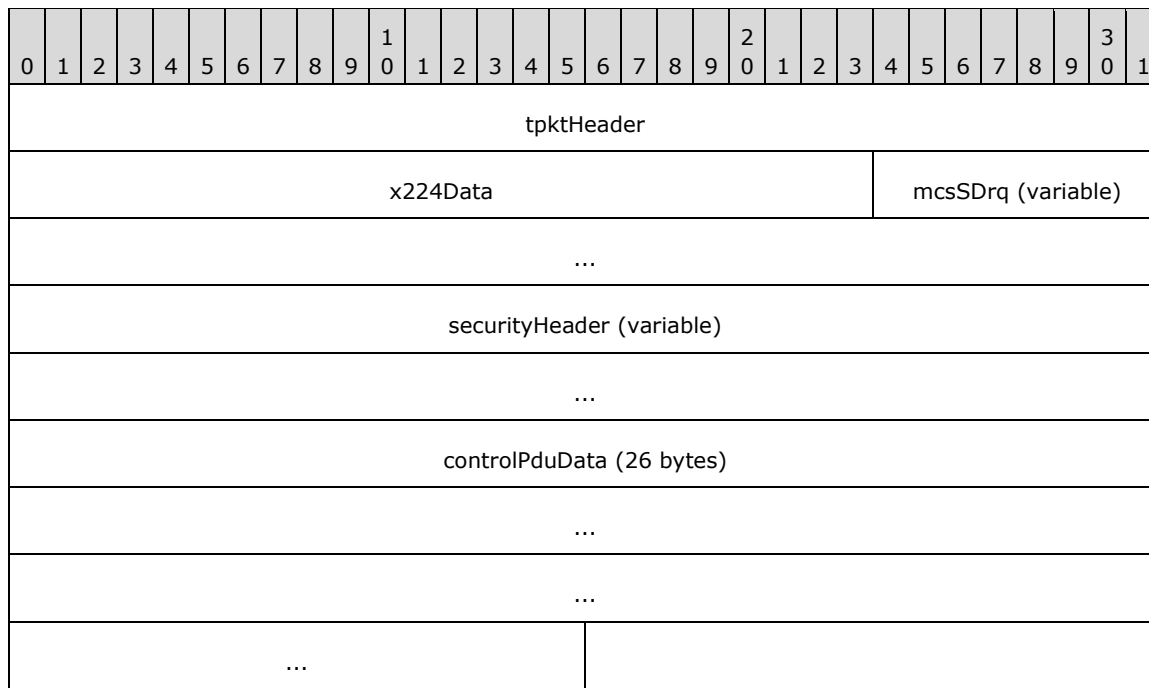 1 2 3
0 1 2 3 4 5 6 7 8 9 0 1 2 3 4 5 6 7 8 9 0 1 2 3 4 5 6 7 8 9 0 1
tpktHeader
x224Data mcsSDrq (variable)
...
securityHeader (variable)
...
controlPduData (26 bytes)
...
...
...